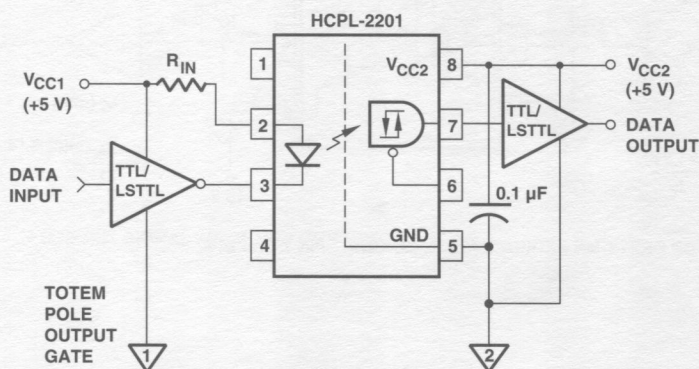 HCPL-2201
VCC1
(+5 V)
RIN
1
2
3
4
VCC2
GND
8
7
6
5
TTL/
LSTTL
DATA
INPUT
TTL/
LSTTL
VCC2
(+5 V)
DATA
OUTPUT
0.1 µF
TOTEM
POLE
OUTPUT
GATE
1
2